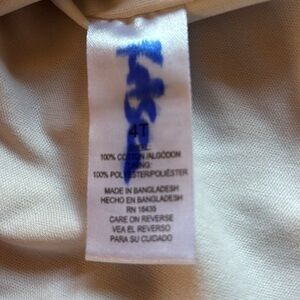 4T
100% COTTON/ALGODON
100% POLYESTER/POLIÉSTER
MADE IN BANGLADESH
HECHO EN BANGLADESH
RN 16435
CARE ON REVERSE
VEA EL REVERSO
PARA SU CUIDADO